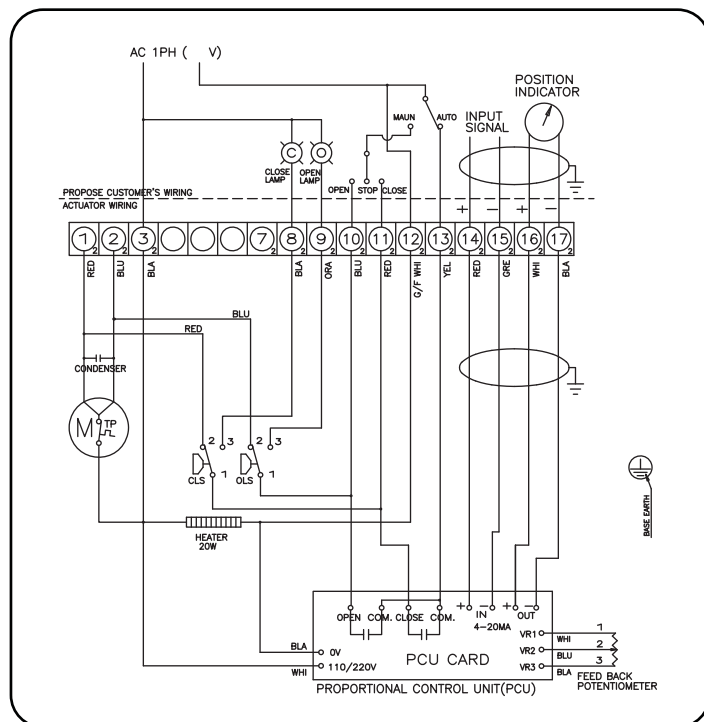 AC 1PH ( V)
POSITION
INDICATOR
MAUN AUTO
INPUT
SIGNAL
C O
CLOSE
LAMP
OPEN
LAMP
OPEN STOP CLOSE
PROPOSE CUSTOMER'S WIRING
ACTUATOR WIRING
+ - + -
1 2 3 7 8 9 10 11 12 13 14 15 16 17
2 2 2 2 2 2 2 2 2 2 2 2 2 2
RED BLU BLA BLA ORA BLU RED G/F WHI YEL RED GRE WHI BLA
BLU
RED
CONDENSER
M TP
2 3 2 3
1 1
CLS OLS
HEATER
20W
BASE EARTH
OPEN COM. CLOSE COM. + - IN + - OUT
4-20MA
BLA 0V
WHI 110/220V
PCU CARD
VR1 WHI 1
VR2 BLU 2
VR3 BLA 3
FEED BACK
POTENTIOMETER
PROPORTIONAL CONTROL UNIT(PCU)